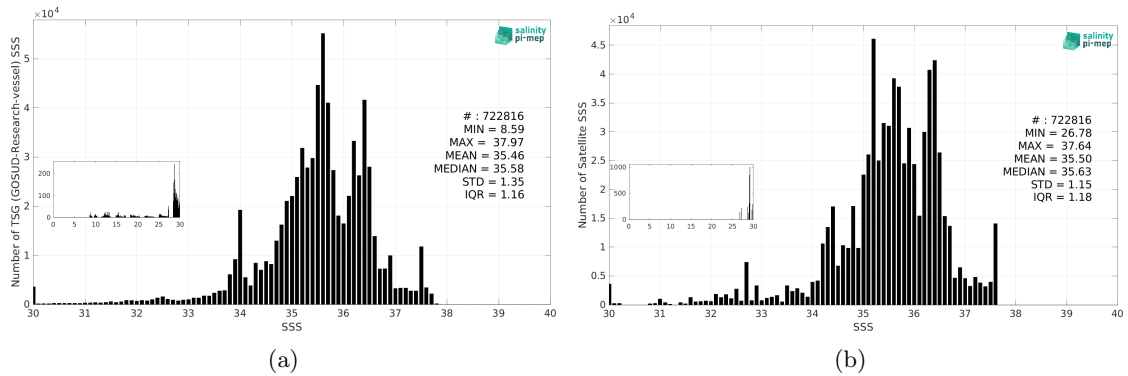 ×10⁴
salinity
pi-mep
Number of TSG (GOSUD-Research-vessel) SSS
5
4
3
2
1
0
# : 722816
MIN = 8.59
MAX = 37.97
MEAN = 35.46
MEDIAN = 35.58
STD = 1.35
IQR = 1.16
200
100
0
0 5 10 15 20 25 30
30 31 32 33 34 35 36 37 38 39 40
SSS
(a)
×10⁴
salinity
pi-mep
Number of Satellite SSS
4.5
4
3.5
3
2.5
2
1.5
1
0.5
0
# : 722816
MIN = 26.78
MAX = 37.64
MEAN = 35.50
MEDIAN = 35.63
STD = 1.15
IQR = 1.18
1000
500
0
0 5 10 15 20 25 30
30 31 32 33 34 35 36 37 38 39 40
SSS
(b)